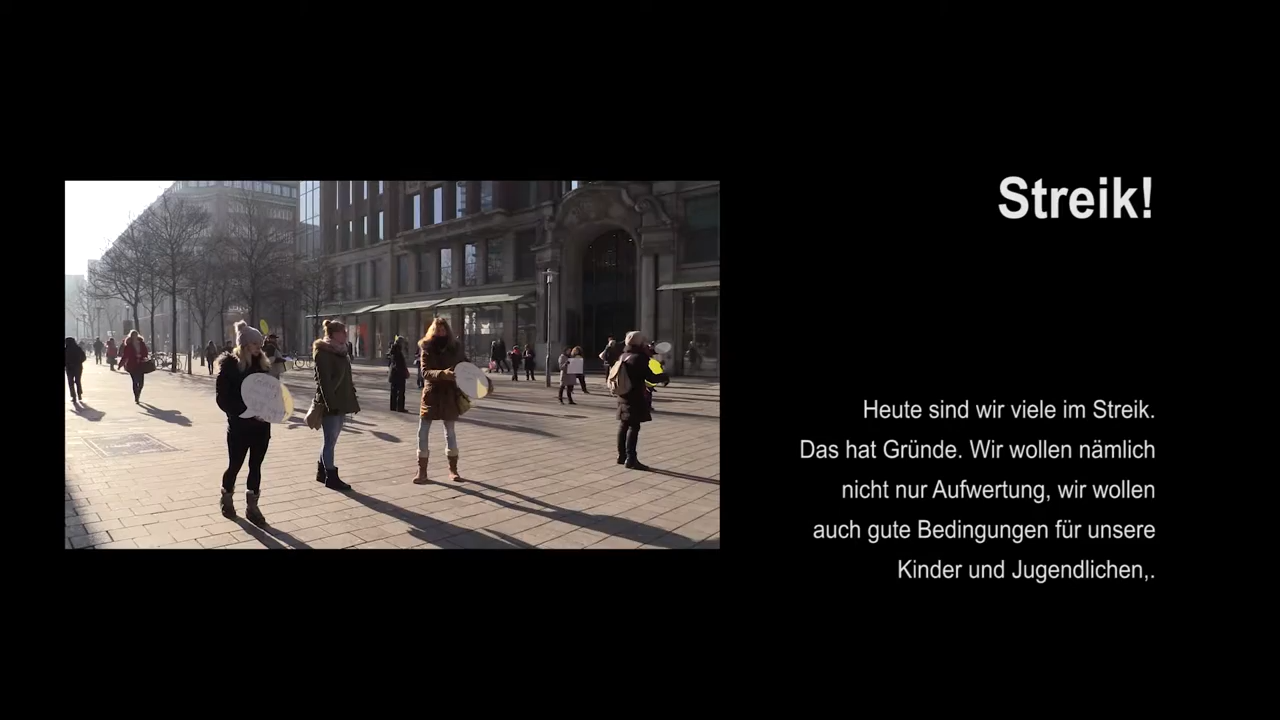 Streik!
Heute sind wir viele im Streik.
Das hat Gründe. Wir wollen nämlich
nicht nur Aufwertung, wir wollen
auch gute Bedingungen für unsere
Kinder und Jugendlichen,.